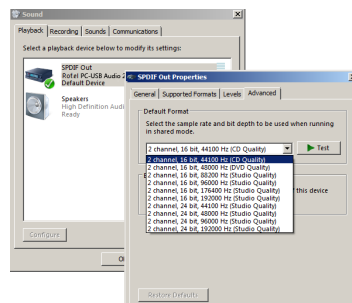 Sound
Playback Recording Sounds Communications
Select a playback device below to modify its settings:
SPDIF Out
Rotel PC-USB Audio 2
Default Device
Speakers
High Definition Audi
Ready
Configure
SPDIF Out Properties
General Supported Formats Levels Advanced
Default Format
Select the sample rate and bit depth to be used when running
in shared mode.
2 channel, 16 bit, 44100 Hz (CD Quality)
Test
2 channel, 16 bit, 44100 Hz (CD Quality)
2 channel, 16 bit, 48000 Hz (DVD Quality)
2 channel, 16 bit, 88200 Hz (Studio Quality)
2 channel, 16 bit, 96000 Hz (Studio Quality)
2 channel, 16 bit, 176400 Hz (Studio Quality)
2 channel, 16 bit, 192000 Hz (Studio Quality)
2 channel, 24 bit, 44100 Hz (Studio Quality)
2 channel, 24 bit, 48000 Hz (Studio Quality)
2 channel, 24 bit, 96000 Hz (Studio Quality)
2 channel, 24 bit, 192000 Hz (Studio Quality)
this device
Restore Defaults